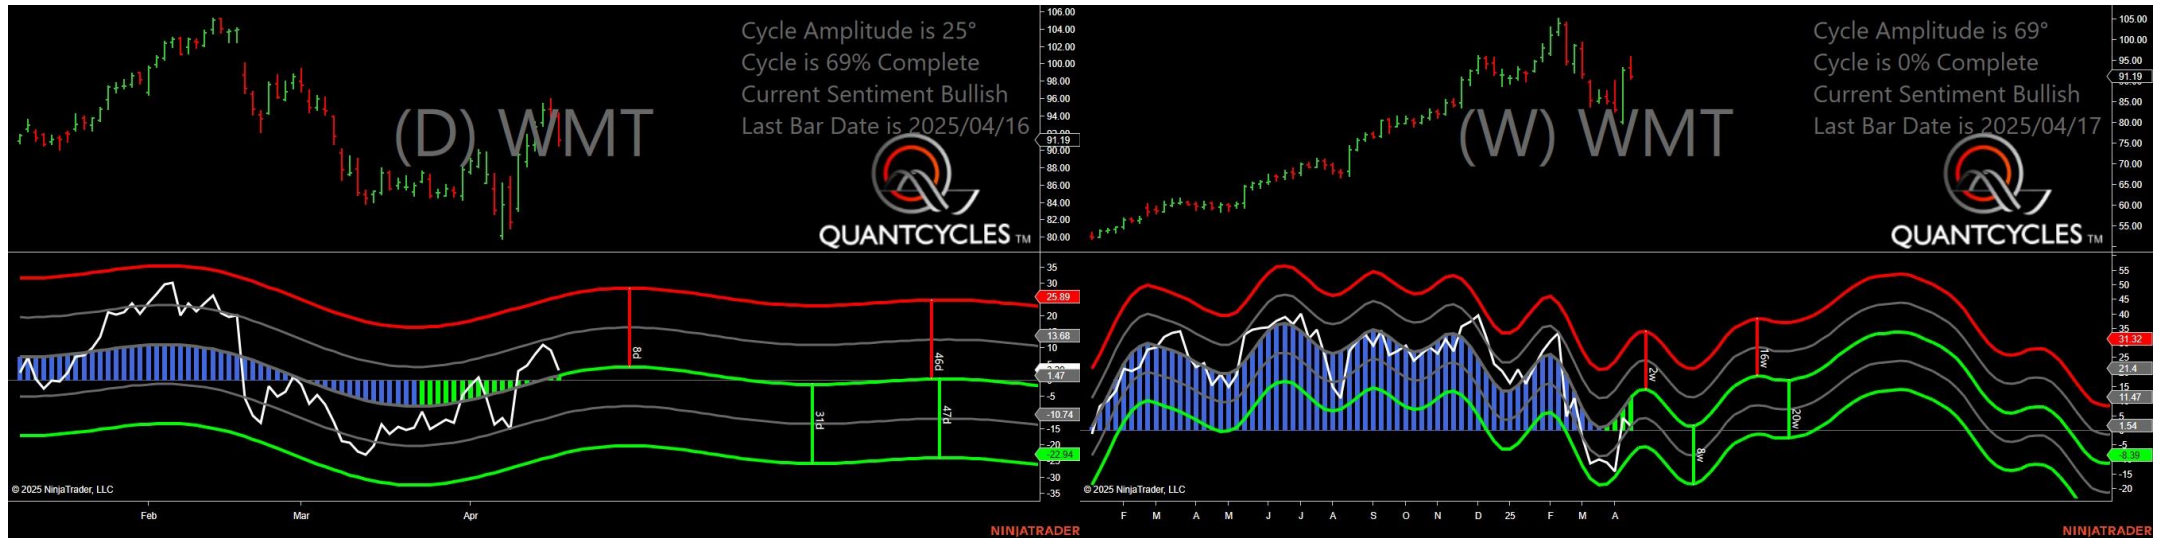 Cycle Amplitude is 25°
Cycle is 69% Complete
Current Sentiment Bullish
Last Bar Date is 2025/04/16
(D) WMT
QUANTCYCLES TM
106.00
104.00
102.00
100.00
98.00
96.00
94.00
91.19
90.00
88.00
86.00
84.00
82.00
80.00
35
25.89
20
13.68
10
1.47
-5
-10.74
-15
-22.94
-30
-35
8d
31d
46d
47d
© 2025 NinjaTrader, LLC
Feb
Mar
Apr
NINJATRADER
Cycle Amplitude is 69°
Cycle is 0% Complete
Current Sentiment Bullish
Last Bar Date is 2025/04/17
(W) WMT
QUANTCYCLES TM
105.00
100.00
95.00
91.19
85.00
80.00
75.00
70.00
65.00
60.00
55.00
55
50
45
40
35
31.32
25
21.4
15
11.47
5
1.54
-5
-8.39
-15
-20
2w
8w
16w
20w
© 2025 NinjaTrader, LLC
F
M
A
M
J
J
A
S
O
N
D
25
F
M
A
NINJATRADER